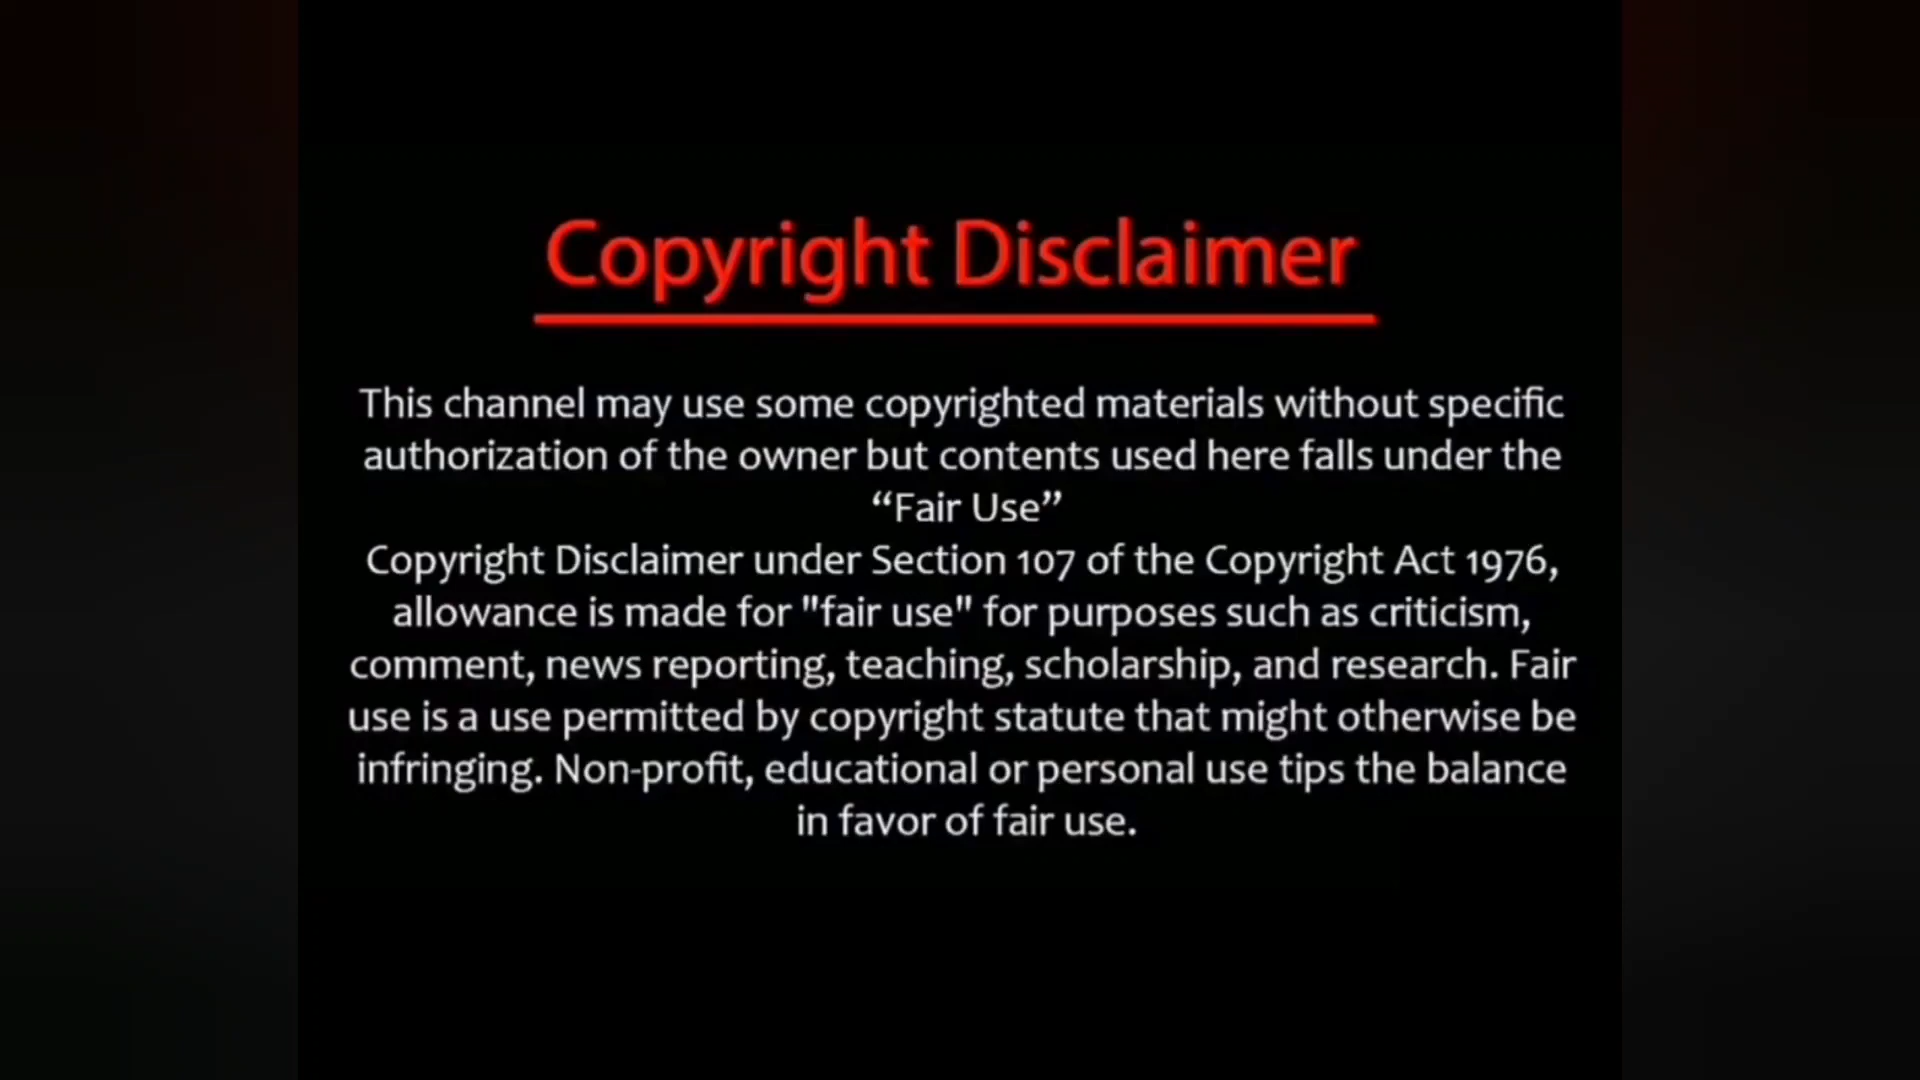 Copyright Disclaimer
This channel may use some copyrighted materials without specific
authorization of the owner but contents used here falls under the
“Fair Use”
Copyright Disclaimer under Section 107 of the Copyright Act 1976,
allowance is made for "fair use" for purposes such as criticism,
comment, news reporting, teaching, scholarship, and research. Fair
use is a use permitted by copyright statute that might otherwise be
infringing. Non-profit, educational or personal use tips the balance
in favor of fair use.